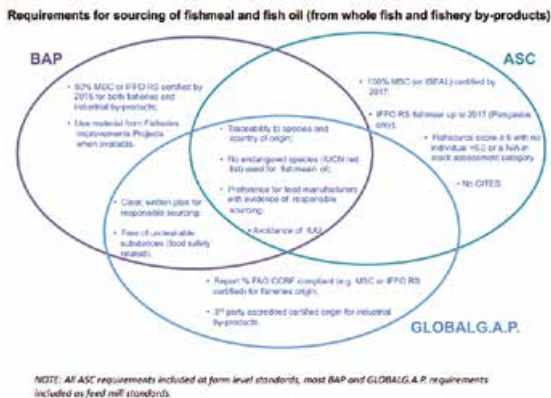 Requirements for sourcing of fishmeal and fish oil (from whole fish and fishery by-products)
BAP
ASC
• 50% MSC or IFFO RS certified by
2015 for both fisheries and
industrial by-products;
• Use material from Fisheries
Improvements Projects
when available.
• 100% MSC (or ISEAL) certified by
2017;
• IFFO RS fishmeal up to 2017 (Pangasius
only);
• Fishsource score ≥ 6 with no
individual <6.0 or a N/A in
stock assessment category.
• No CITES
• Traceability to species and
country of origin;
• No endangered species (IUCN red
list) used for fishmeal/oil;
• Preference for feed manufacturers
with evidence of responsible
sourcing;
• Avoidance of IUU
• Clear, written plan for
responsible sourcing;
• Free of undesirable
substances (food safety
related).
• Report % FAO CCRF compliant (e.g. MSC or IFFO RS
certified) for fisheries origin;
• 3rd party accredited certified origin for industrial
by-products.
GLOBALG.A.P.
NOTE: All ASC requirements included at farm level standards, most BAP and GLOBALG.A.P. requirements
included as feed mill standards.